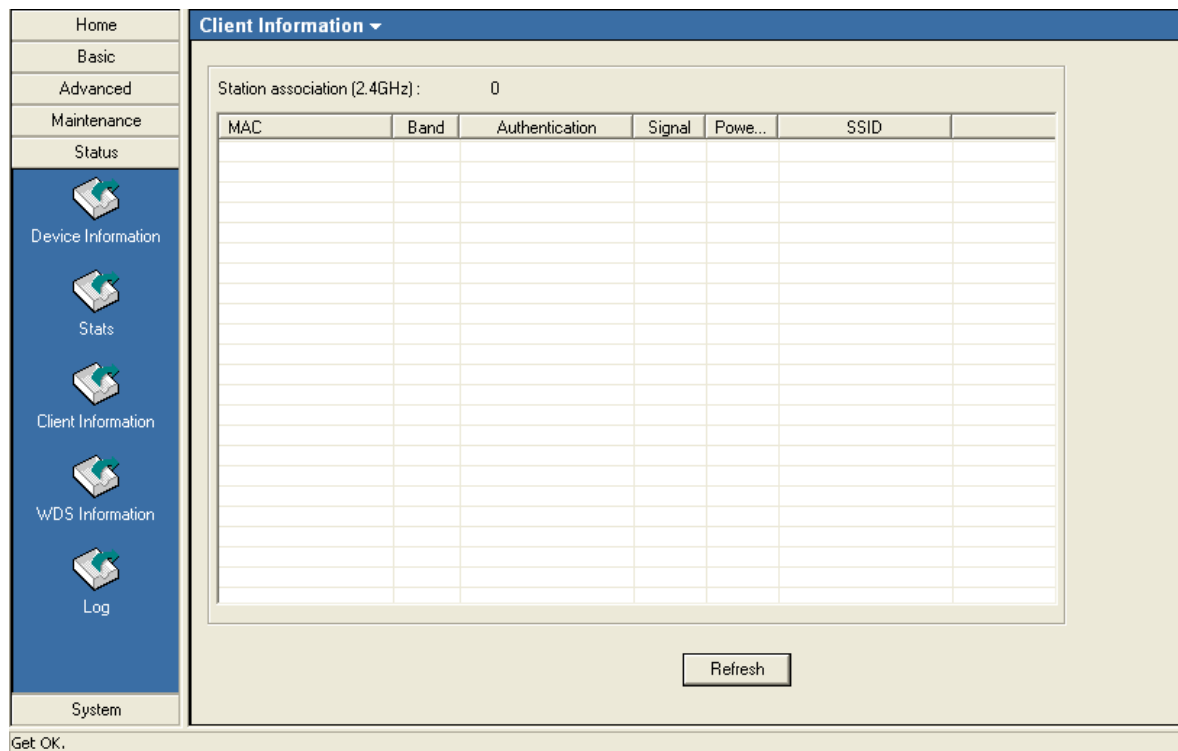 Home
Basic
Advanced
Maintenance
Status
Device Information
Stats
Client Information
WDS Information
Log
System
Client Information
Station association (2.4GHz) : 0
MAC Band Authentication Signal Powe... SSID
Refresh
Get OK.